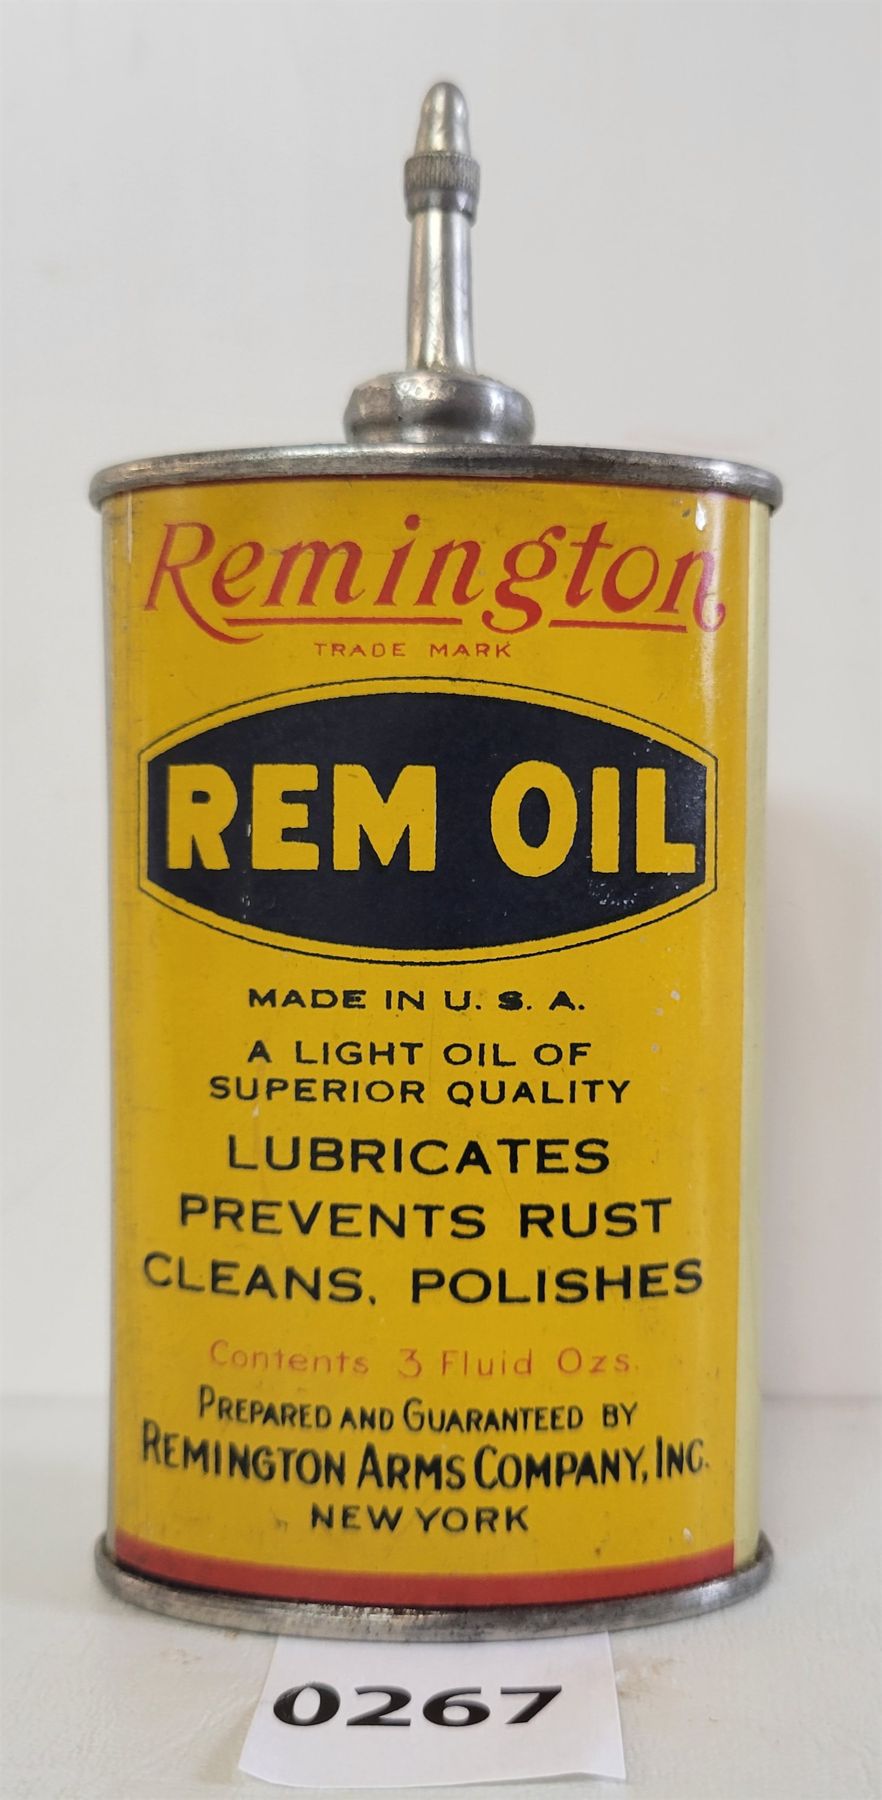 Remington
TRADE MARK
REM OIL
MADE IN U. S. A.
A LIGHT OIL OF
SUPERIOR QUALITY
LUBRICATES
PREVENTS RUST
CLEANS, POLISHES
Contents 3 Fluid Ozs.
PREPARED AND GUARANTEED BY
REMINGTON ARMS COMPANY, INC.
NEW YORK
0267